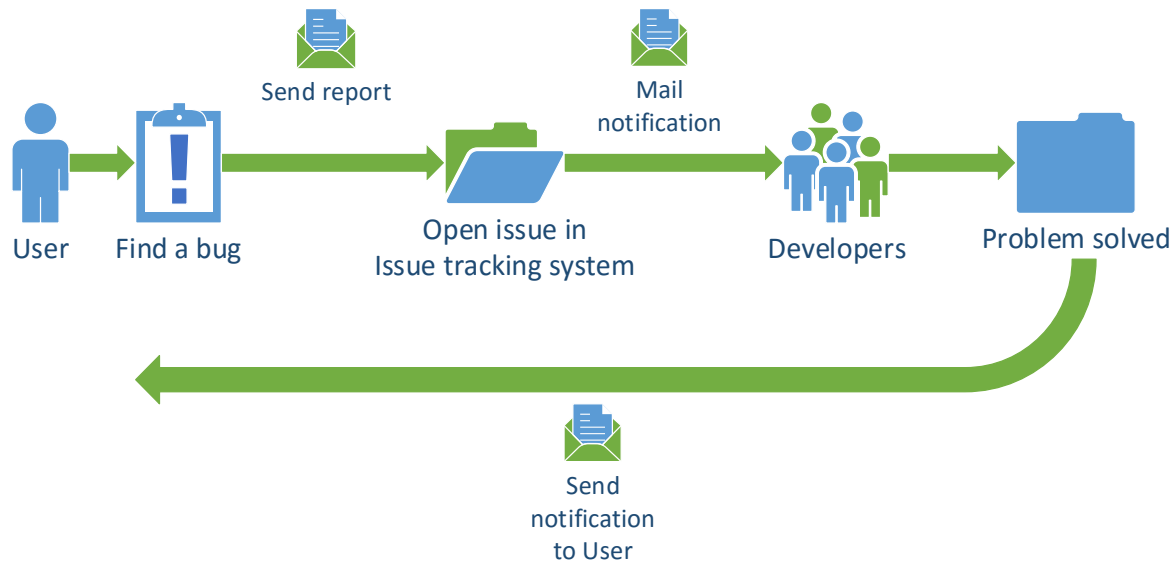 Send report
Mail
notification
User
Find a bug
Open issue in
Issue tracking system
Developers
Problem solved
Send
notification
to User